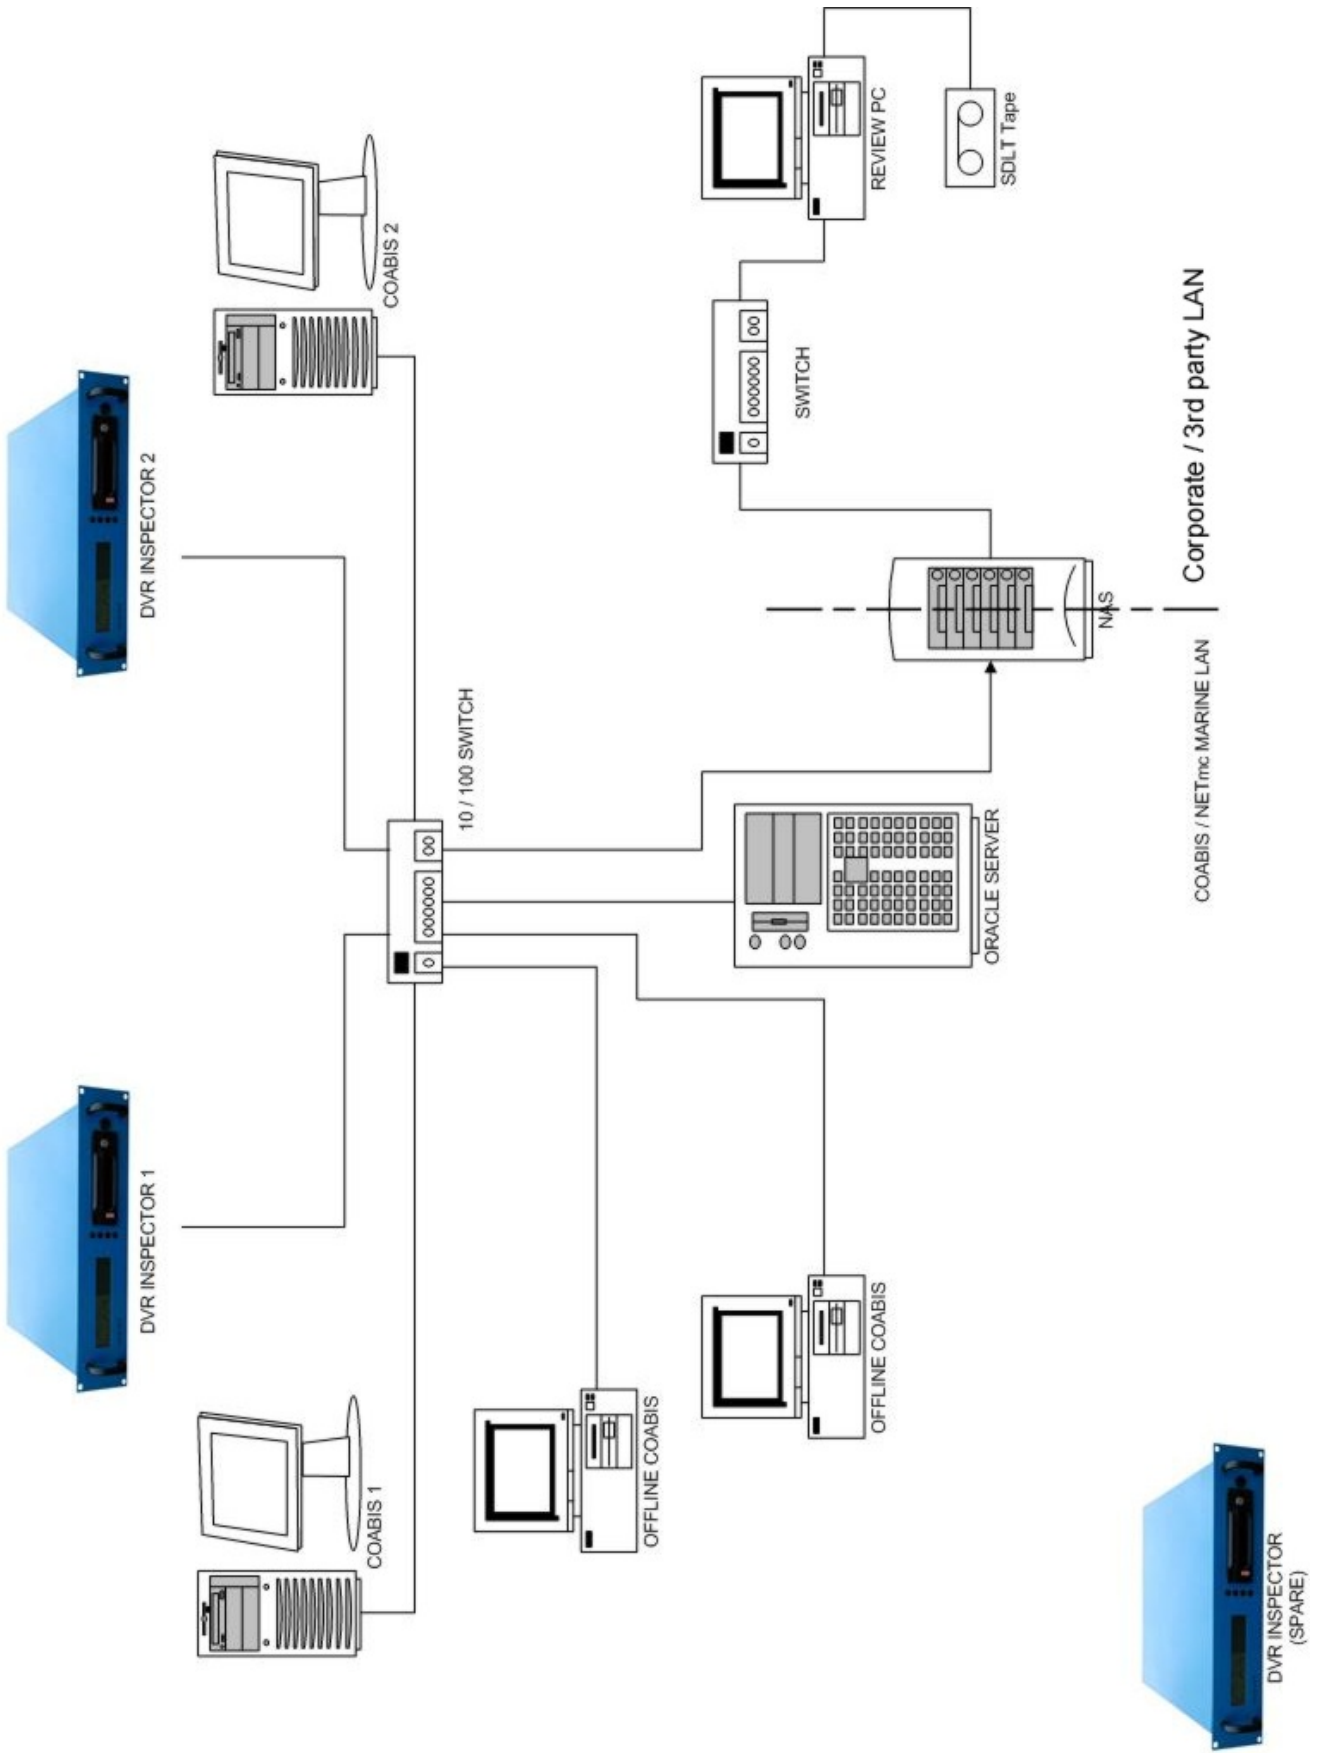 DVR INSPECTOR 1
DVR INSPECTOR 2
COABIS 1
COABIS 2
10 / 100 SWITCH
OFFLINE COABIS
OFFLINE COABIS
ORACLE SERVER
SWITCH
REVIEW PC
SDLT Tape
NAS
COABIS / NETmc MARINE LAN
Corporate / 3rd party LAN
DVR INSPECTOR
(SPARE)